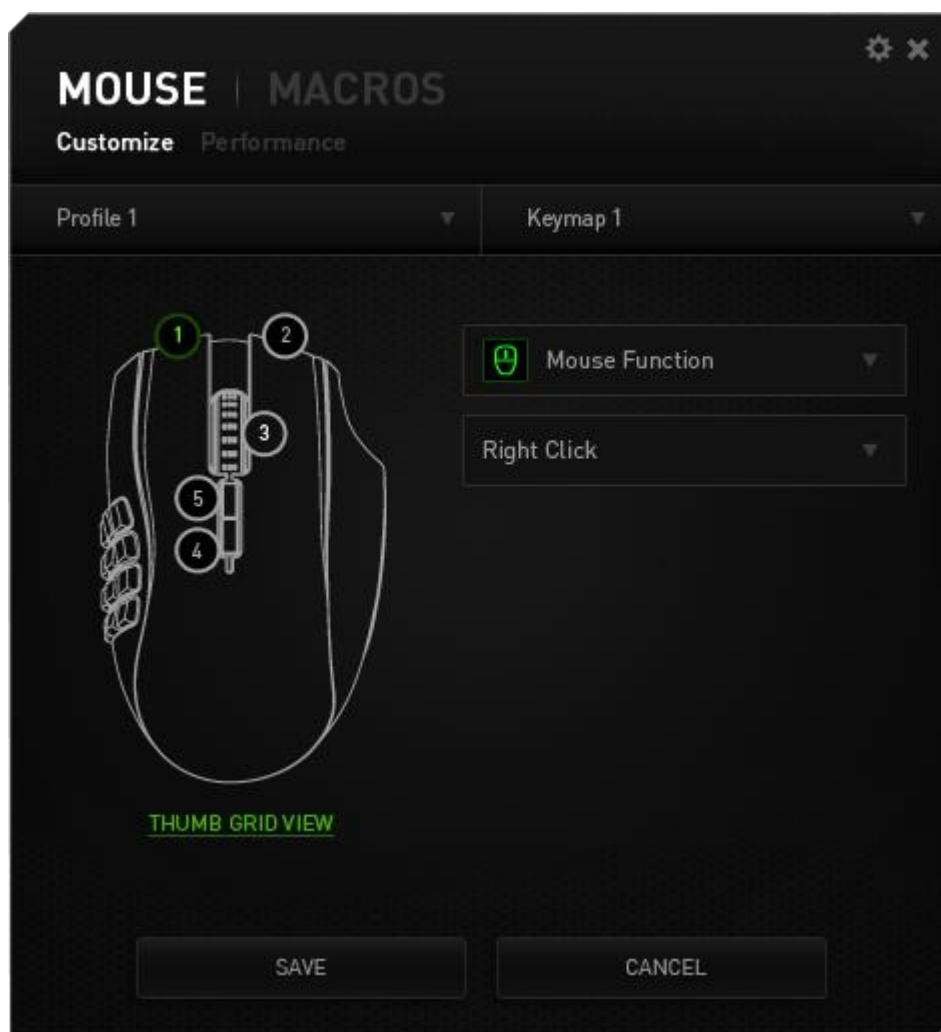 MOUSE | MACROS
Customize Performance
Profile 1
Keymap 1
1
2
Mouse Function
3
Right Click
5
4
THUMB GRID VIEW
SAVE
CANCEL